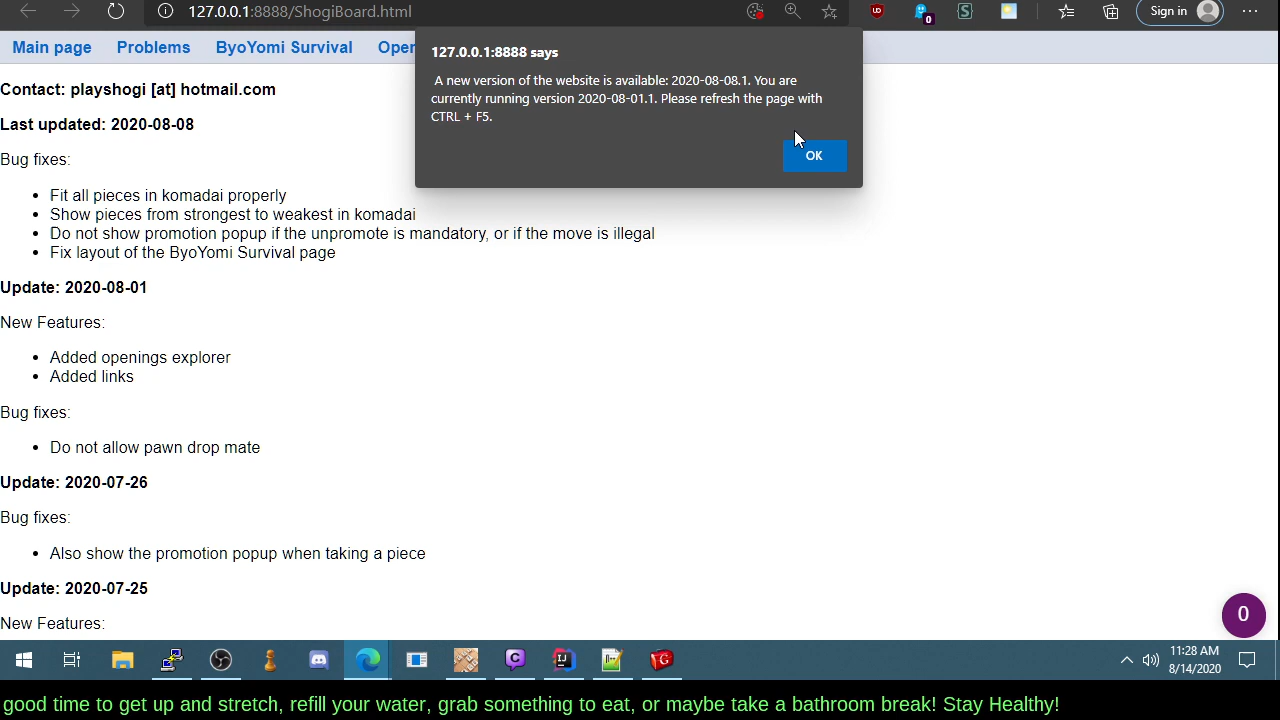 127.0.0.1:8888/ShogiBoard.html
Sign in
UD
0
S
Main page Problems ByoYomi Survival Oper
127.0.0.1:8888 says
A new version of the website is available: 2020-08-08.1. You are
currently running version 2020-08-01.1. Please refresh the page with
CTRL + F5.
OK
Contact: playshogi [at] hotmail.com
Last updated: 2020-08-08
Bug fixes:
• Fit all pieces in komadai properly
• Show pieces from strongest to weakest in komadai
• Do not show promotion popup if the unpromote is mandatory, or if the move is illegal
• Fix layout of the ByoYomi Survival page
Update: 2020-08-01
New Features:
• Added openings explorer
• Added links
Bug fixes:
• Do not allow pawn drop mate
Update: 2020-07-26
Bug fixes:
• Also show the promotion popup when taking a piece
Update: 2020-07-25
New Features:
0
11:28 AM
8/14/2020
good time to get up and stretch, refill your water, grab something to eat, or maybe take a bathroom break! Stay Healthy!